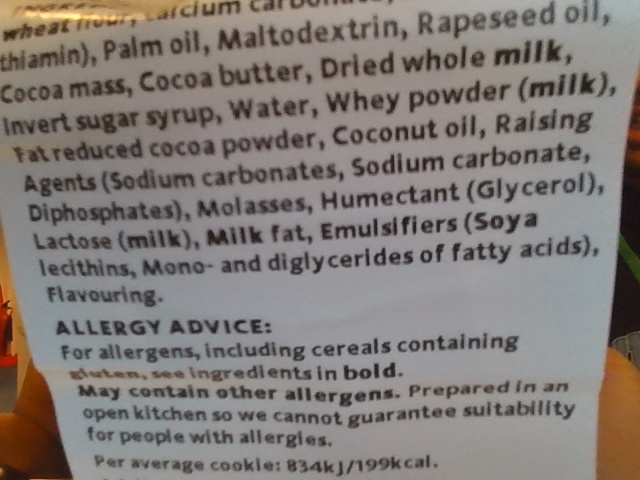 wheat flour, calcium
thiamin), Palm oil, Maltodextrin, Rapeseed oil,
Cocoa mass, Cocoa butter, Dried whole milk,
Invert sugar syrup, Water, Whey powder (milk),
Fat reduced cocoa powder, Coconut oil, Raising
Agents (Sodium carbonates, Sodium carbonate,
Diphosphates), Molasses, Humectant (Glycerol),
Lactose (milk), Milk fat, Emulsifiers (Soya
lecithins, Mono- and diglycerides of fatty acids),
Flavouring.
ALLERGY ADVICE:
For allergens, including cereals containing
gluten, see ingredients in bold.
May contain other allergens. Prepared in an
open kitchen so we cannot guarantee suitability
for people with allergies.
Per average cookie: 834kJ/199kcal.